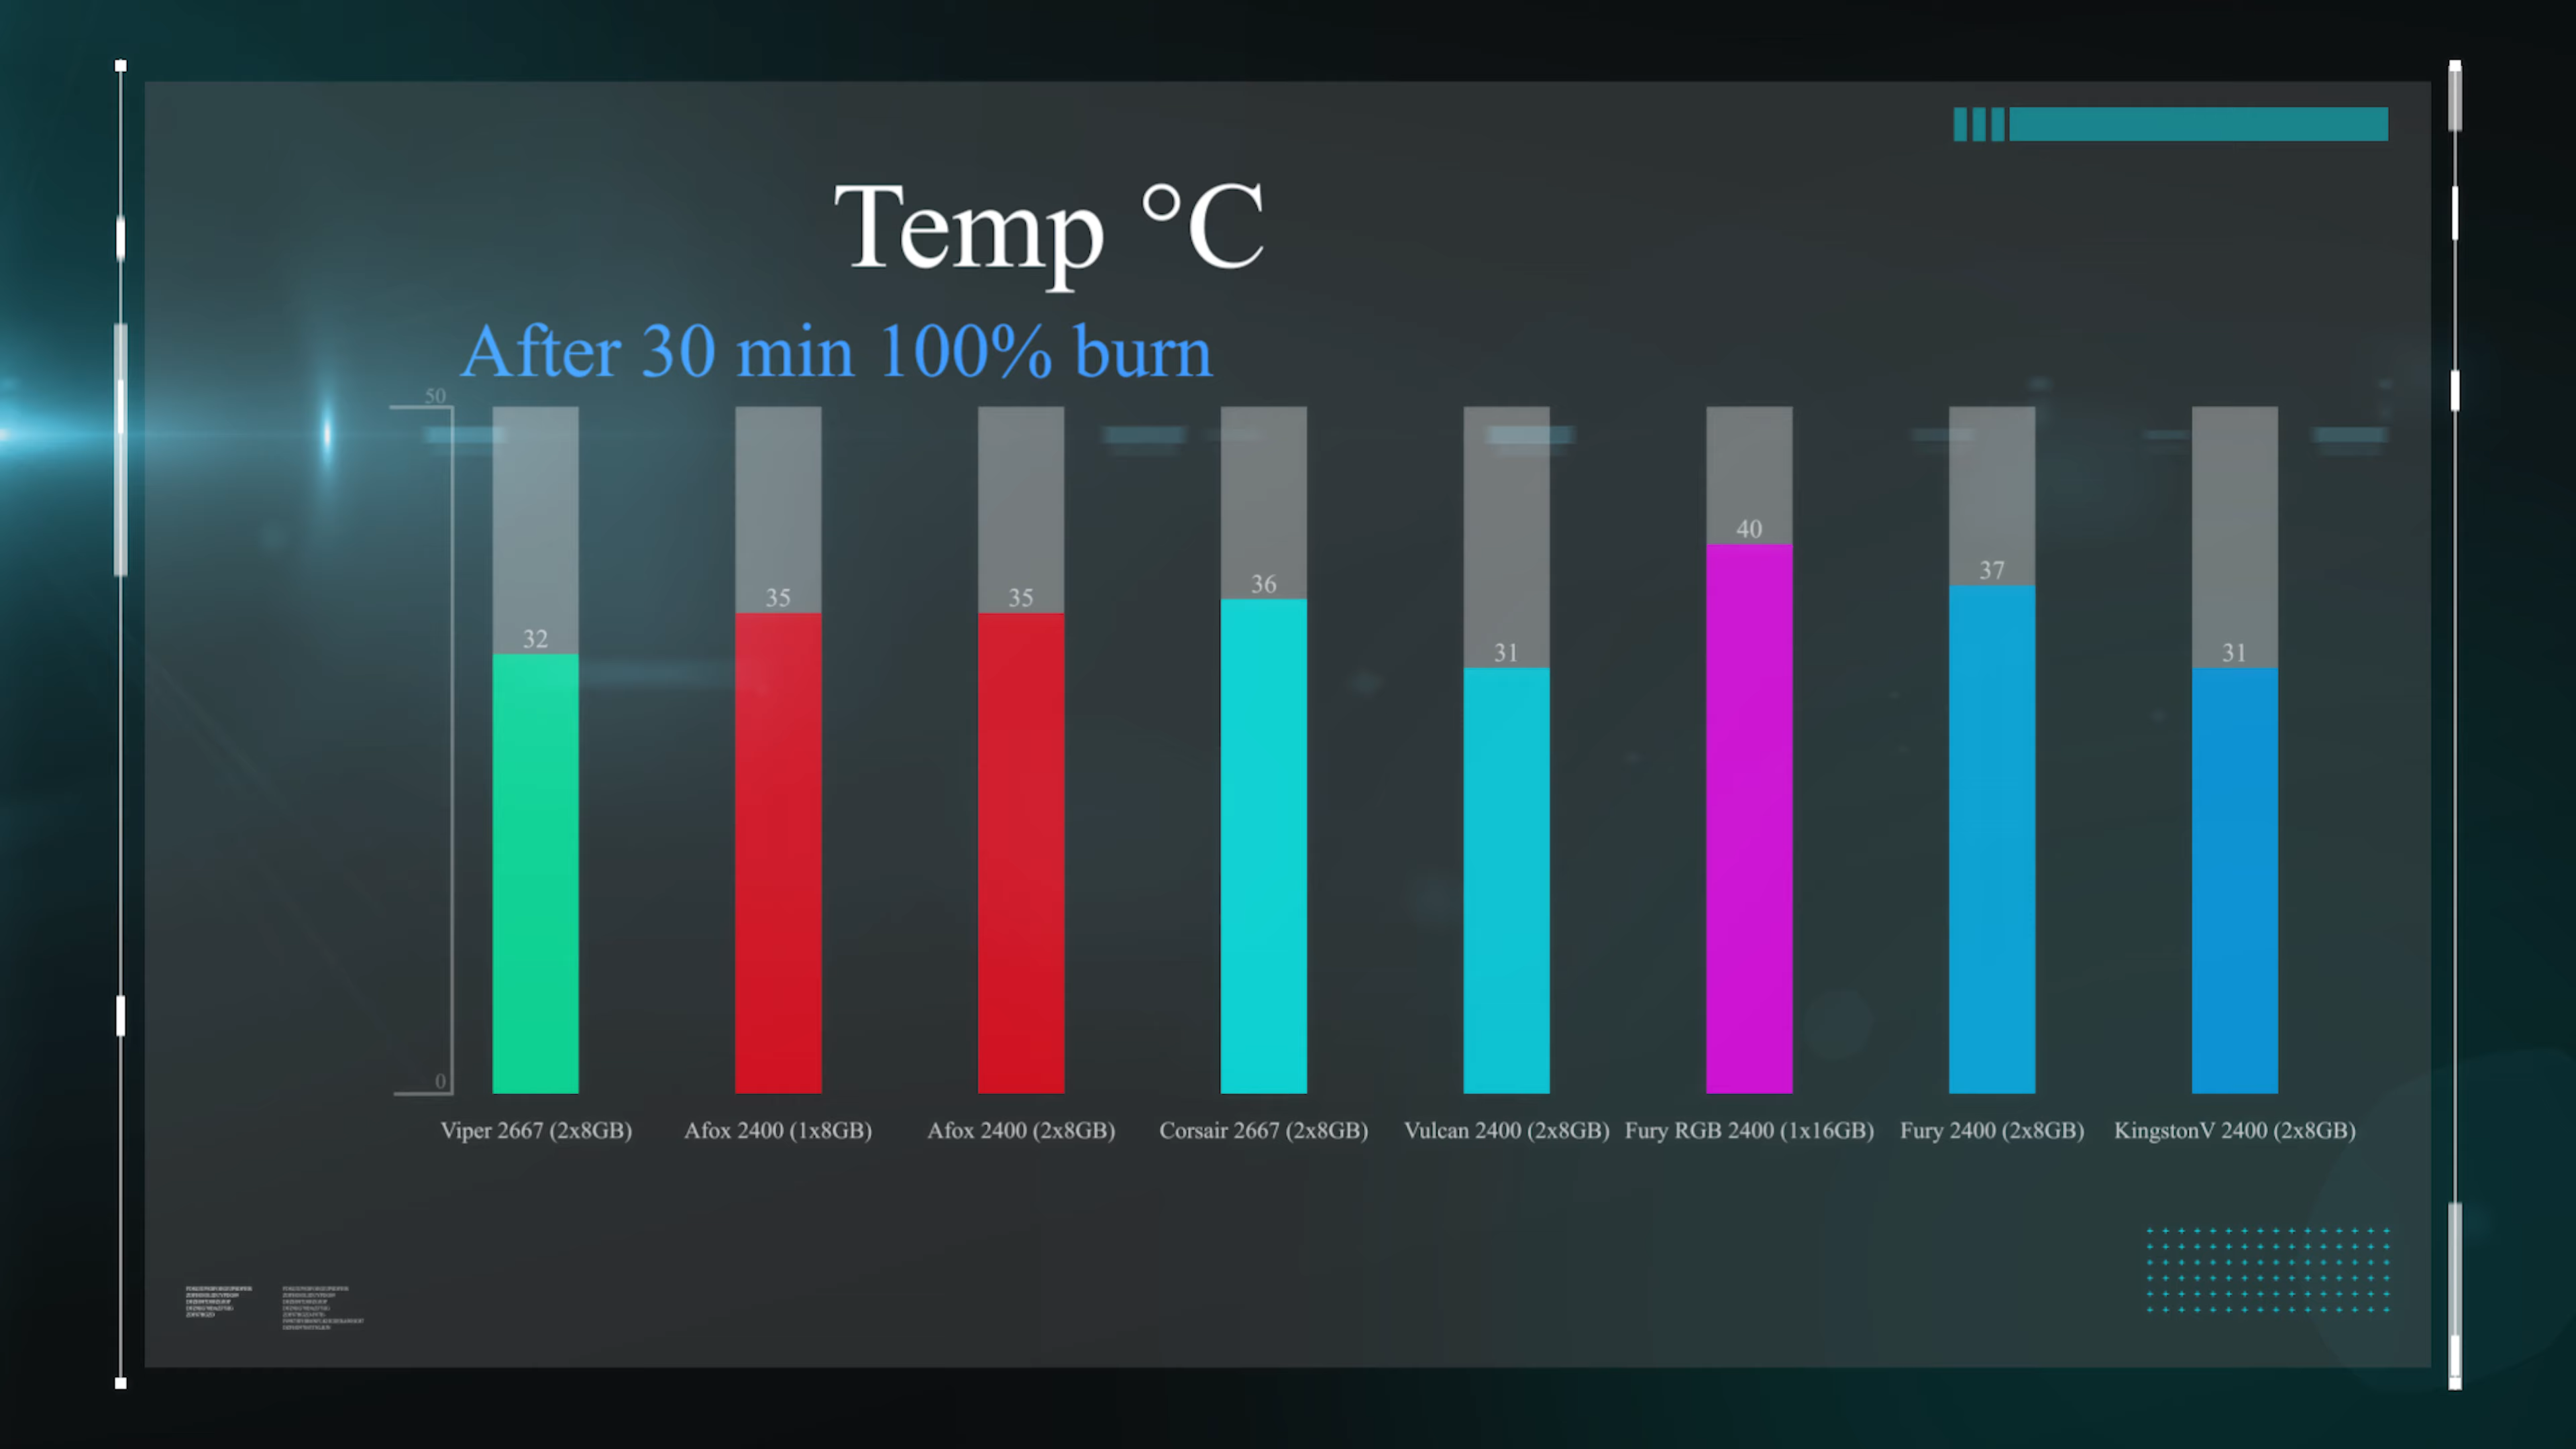 Temp °C
After 30 min 100% burn
50
40
37
36
35 35
32
31 31
0
Viper 2667 (2x8GB) Afox 2400 (1x8GB) Afox 2400 (2x8GB) Corsair 2667 (2x8GB) Vulcan 2400 (2x8GB) Fury RGB 2400 (1x16GB) Fury 2400 (2x8GB) KingstonV 2400 (2x8GB)